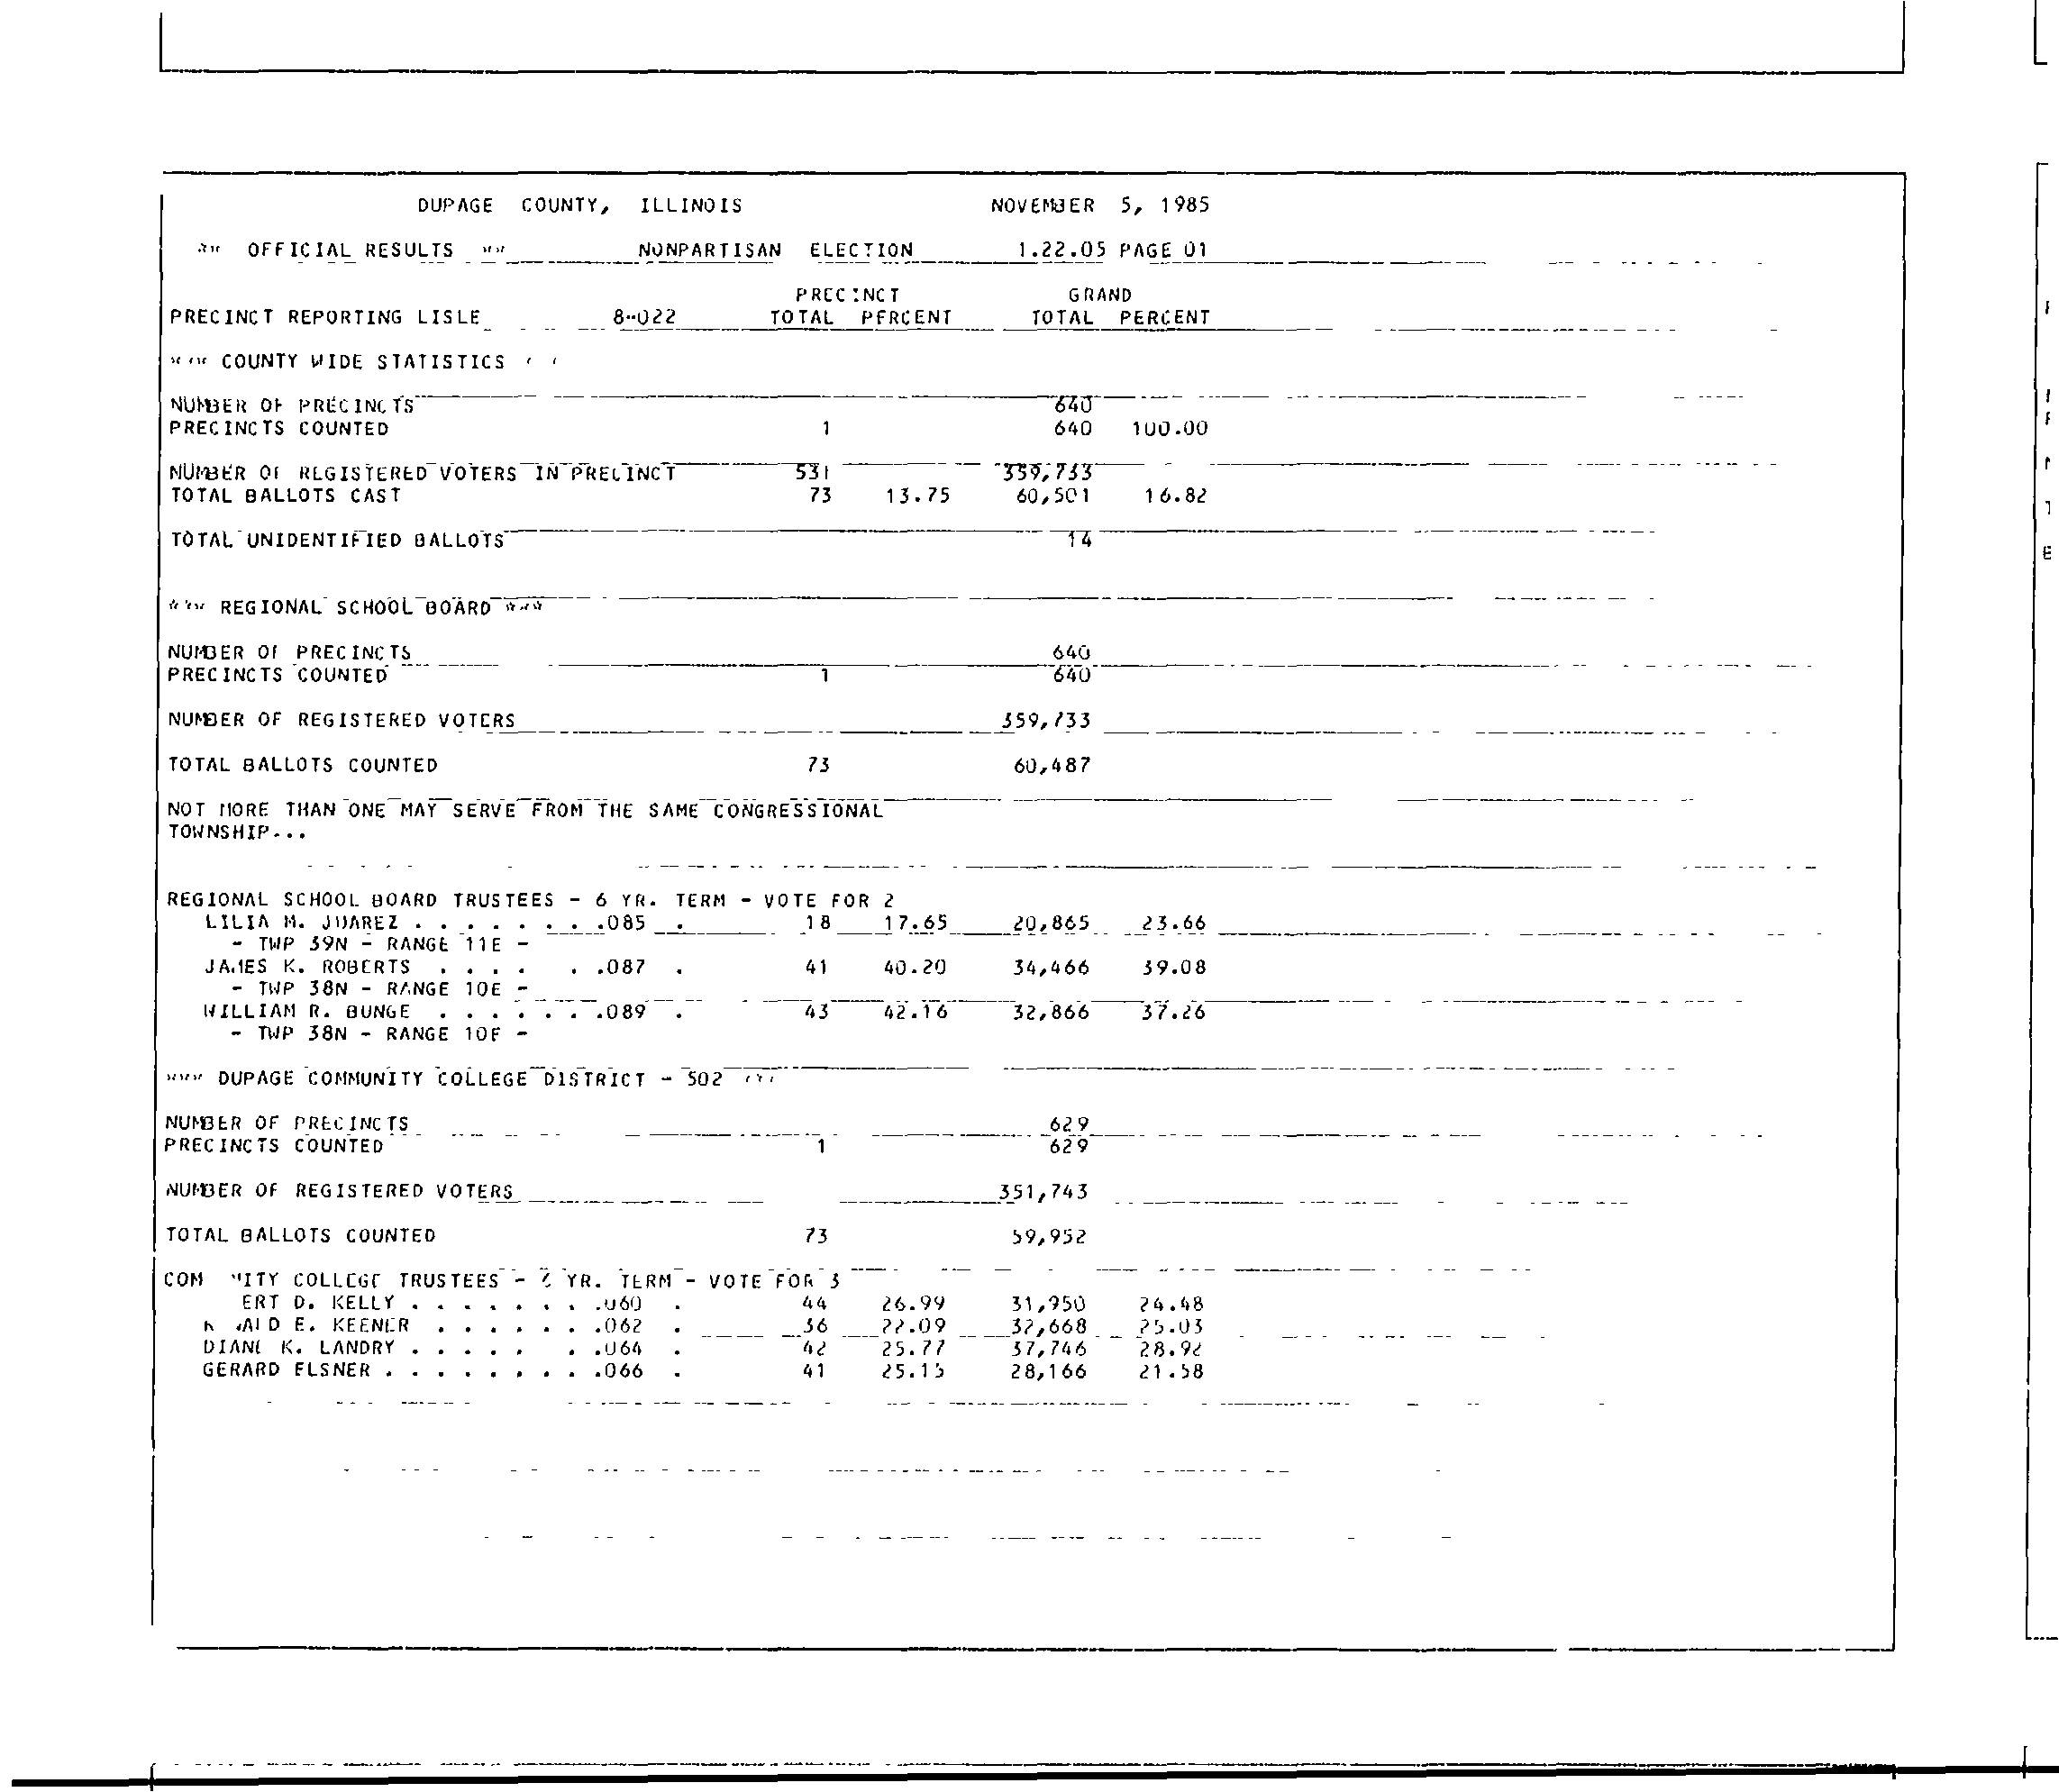 DUPAGE COUNTY, ILLINOIS NOVEMBER 5, 1985
** OFFICIAL RESULTS ** NONPARTISAN ELECTION 1.22.05 PAGE 01
PRECINCT GRAND
PRECINCT REPORTING LISLE 8-022 TOTAL PERCENT TOTAL PERCENT
*** COUNTY WIDE STATISTICS
NUMBER OF PRECINCTS 640
PRECINCTS COUNTED 1 640 100.00
NUMBER OF REGISTERED VOTERS IN PRECINCT 531 359,733
TOTAL BALLOTS CAST 73 13.75 60,501 16.82
TOTAL UNIDENTIFIED BALLOTS 14
*** REGIONAL SCHOOL BOARD ***
NUMBER OF PRECINCTS 640
PRECINCTS COUNTED 1 640
NUMBER OF REGISTERED VOTERS 359,733
TOTAL BALLOTS COUNTED 73 60,487
NOT MORE THAN ONE MAY SERVE FROM THE SAME CONGRESSIONAL
TOWNSHIP...
REGIONAL SCHOOL BOARD TRUSTEES - 6 YR. TERM - VOTE FOR 2
LILIA M. JUAREZ . . . . . . . .085 . 18 17.65 20,865 23.66
- TWP 39N - RANGE 11E -
JAMES K. ROBERTS . . . . . .087 . 41 40.20 34,466 39.08
- TWP 38N - RANGE 10E -
WILLIAM R. BUNGE . . . . . . .089 . 43 42.16 32,866 37.26
- TWP 38N - RANGE 10E -
*** DUPAGE COMMUNITY COLLEGE DISTRICT - 502 ***
NUMBER OF PRECINCTS 629
PRECINCTS COUNTED 1 629
NUMBER OF REGISTERED VOTERS 351,743
TOTAL BALLOTS COUNTED 73 59,952
COM ITY COLLEGE TRUSTEES - 6 YR. TERM - VOTE FOR 3
ERT D. KELLY . . . . . . . .060 . 44 26.99 31,950 24.48
E. KEENER . . . . . . .062 . 36 22.09 32,668 25.03
DIANE K. LANDRY . . . . . . .064 . 42 25.77 37,746 28.92
GERARD ELSNER . . . . . . . . .066 . 41 25.15 28,166 21.58